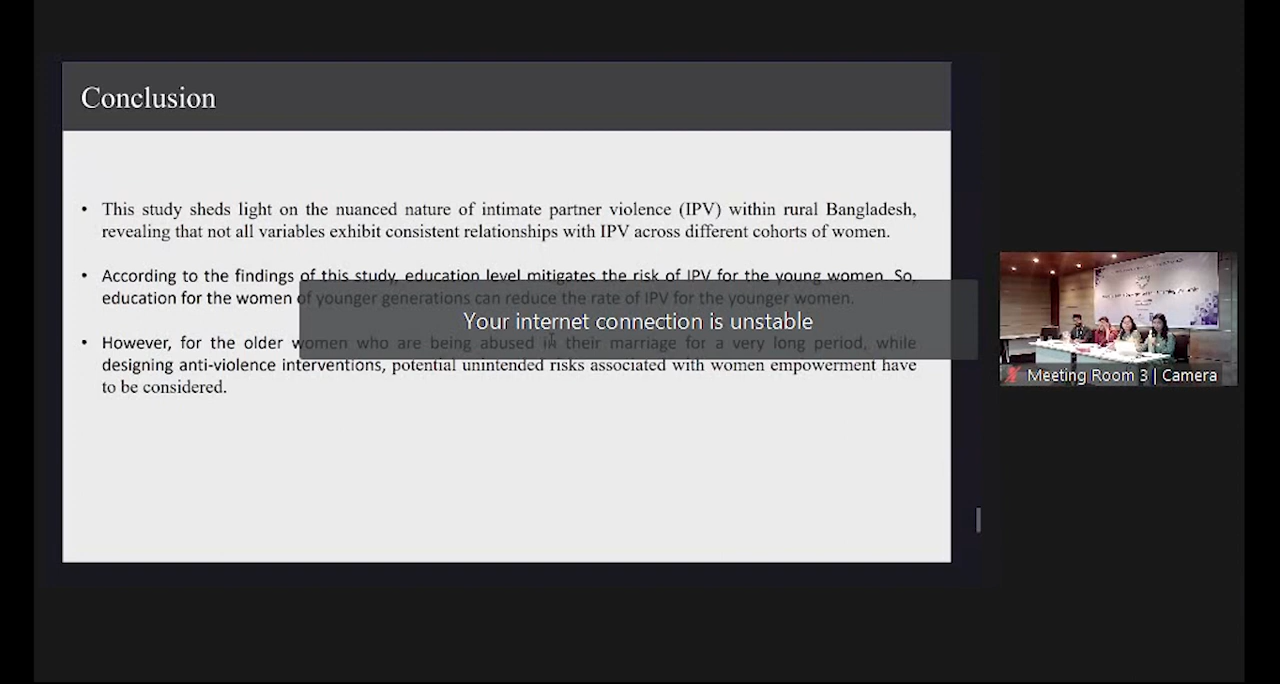 Conclusion
• This study sheds light on the nuanced nature of intimate partner violence (IPV) within rural Bangladesh,
revealing that not all variables exhibit consistent relationships with IPV across different cohorts of women.
• According to the findings of this study, education level mitigates the risk of IPV for the young women. So,
education for the women of younger generations can reduce the rate of IPV for the younger women.
Your internet connection is unstable
• However, for the older women who are being abused in their marriage for a very long period, while
designing anti-violence interventions, potential unintended risks associated with women empowerment have
to be considered.
Meeting Room 3 | Camera